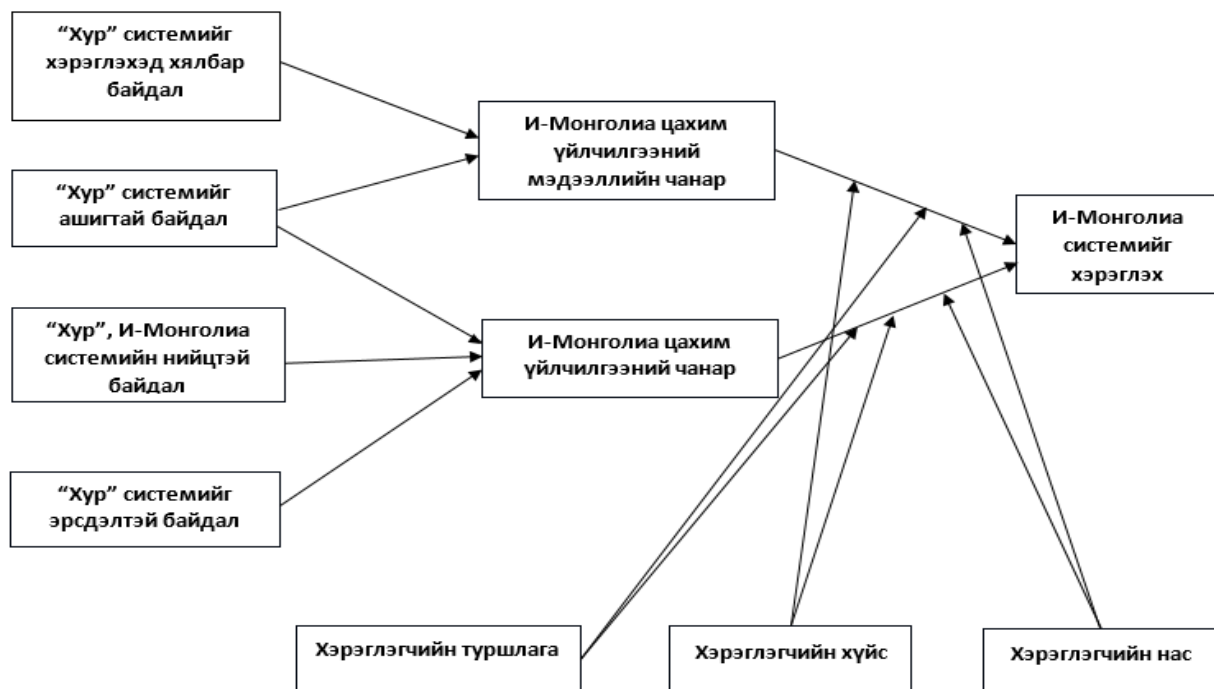 “Хур” системийг
хэрэглэхэд хялбар
байдал
“Хур” системийг
ашигтай байдал
“Хур”, И-Монголиа
системийн нийцтэй
байдал
“Хур” системийг
эрсдэлтэй байдал
И-Монголиа цахим
үйлчилгээний
мэдээллийн чанар
И-Монголиа цахим
үйлчилгээний чанар
И-Монголиа
системийг
хэрэглэх
Хэрэглэгчийн туршлага
Хэрэглэгчийн хүйс
Хэрэглэгчийн нас